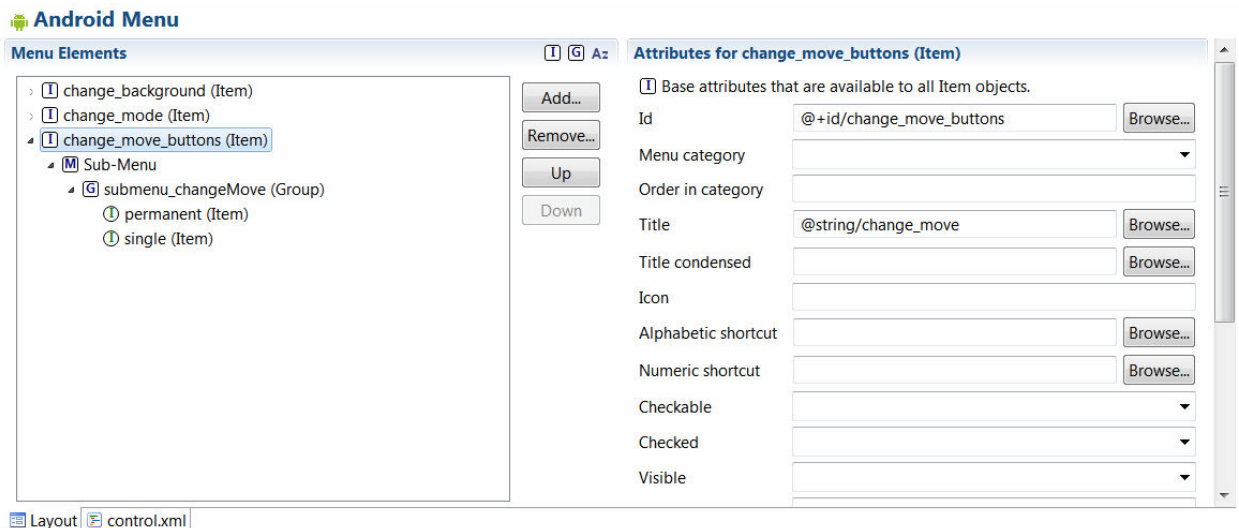 Android Menu
Menu Elements
I G Az
I change_background (Item)
I change_mode (Item)
I change_move_buttons (Item)
M Sub-Menu
G submenu_changeMove (Group)
I permanent (Item)
I single (Item)
Add...
Remove...
Up
Down
Attributes for change_move_buttons (Item)
I Base attributes that are available to all Item objects.
Id @+id/change_move_buttons Browse...
Menu category
Order in category
Title @string/change_move Browse...
Title condensed Browse...
Icon
Alphabetic shortcut Browse...
Numeric shortcut Browse...
Checkable
Checked
Visible
Layout control.xml